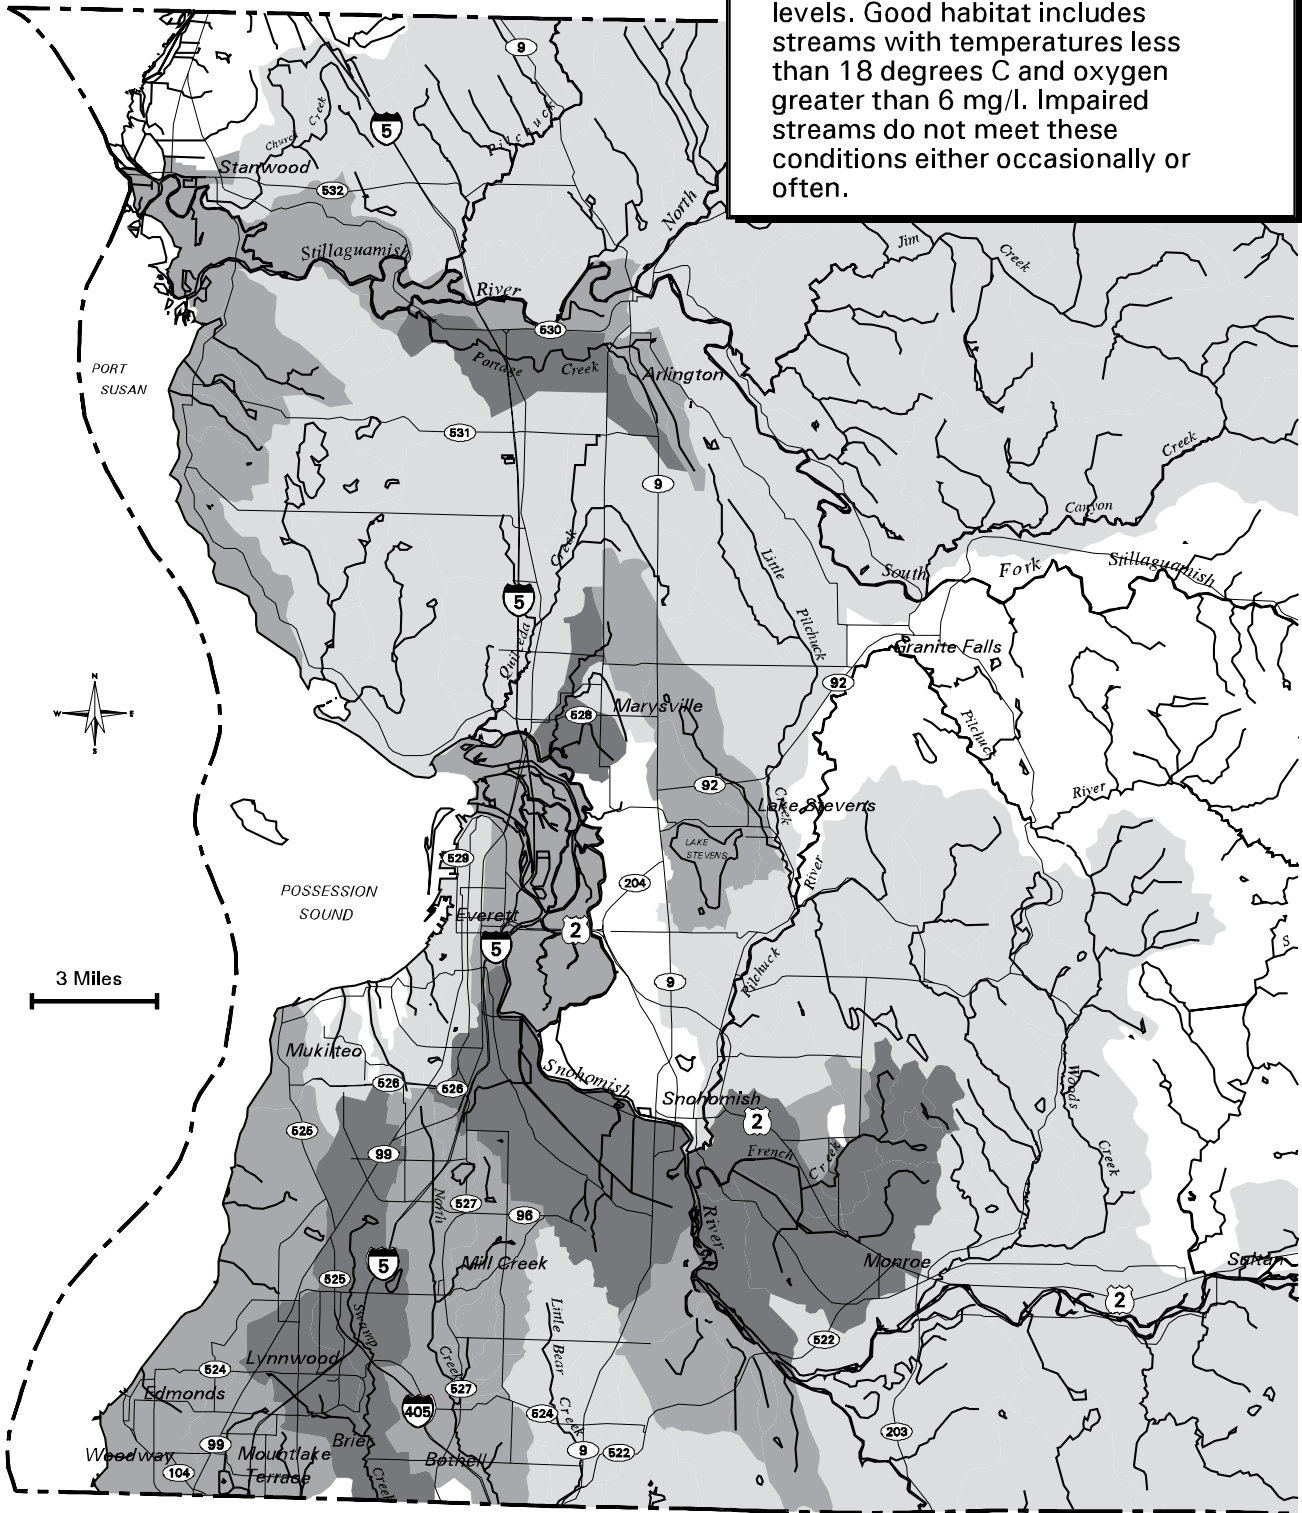 levels. Good habitat includes
streams with temperatures less
than 18 degrees C and oxygen
greater than 6 mg/l. Impaired
streams do not meet these
conditions either occasionally or
often.
9
5
Pilchuck
Church Creek
Stanwood
532
North
Stillaguamish
River
Jim
Creek
530
Portage
Creek
Arlington
PORT
SUSAN
531
9
Creek
Canyon
Creek
Little
Pilchuck
South
Fork
Stillaguamish
5
Quilceda
Granite Falls
92
N
W
E
S
528
Marysville
Pilchuck
92
Lake Stevens
Creek
River
LAKE
STEVENS
529
204
River
POSSESSION
SOUND
Everett
2
5
S
3 Miles
9
Pilchuck
Mukilteo
526
526
Snohomish
Snohomish
Woods
2
525
99
French
Creek
Creek
North
527
96
River
5
Mill Creek
Monroe
Sultan
525
2
Swamp
Little Bear
522
Lynnwood
Creek
524
Edmonds
527
405
524
Creek
203
99
Brier
9
522
Woodway
Mountlake
Terrace
Bothell
104
Creek